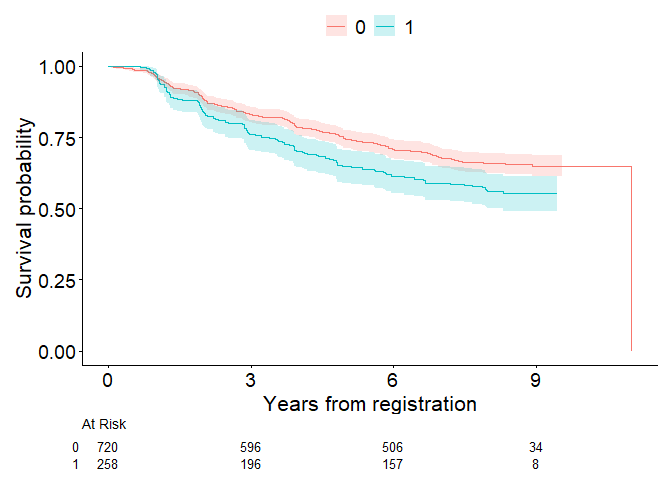 0 1
1.00
0.75
0.50
0.25
0.00
Survival probability
0 3 6 9
Years from registration
At Risk
0 720 596 506 34
1 258 196 157 8